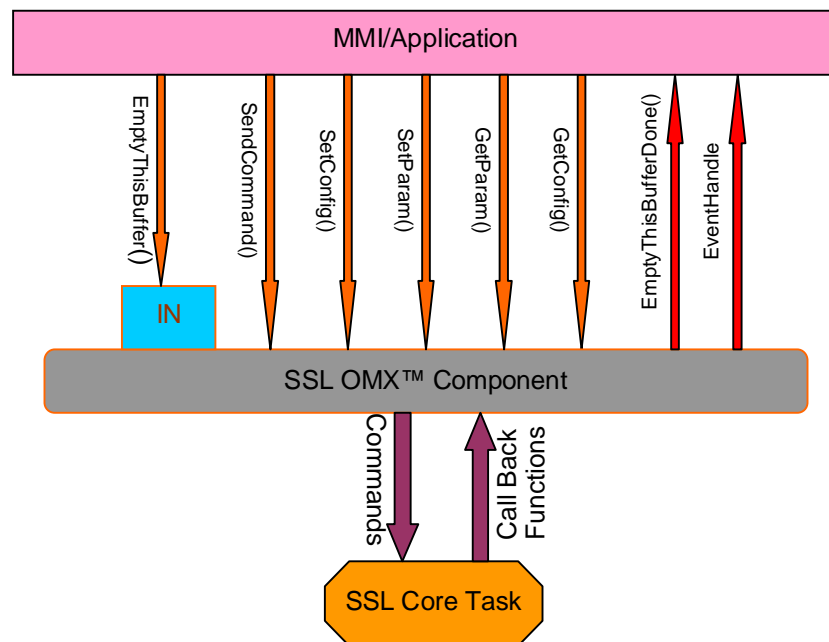 MMI/Application
EmptyThisBuffer()
SendCommand()
SetConfig()
SetParam()
GetParam()
GetConfig()
EmptyThisBufferDone()
EventHandle
IN
SSL OMX™ Component
Commands
Call Back
Functions
SSL Core Task